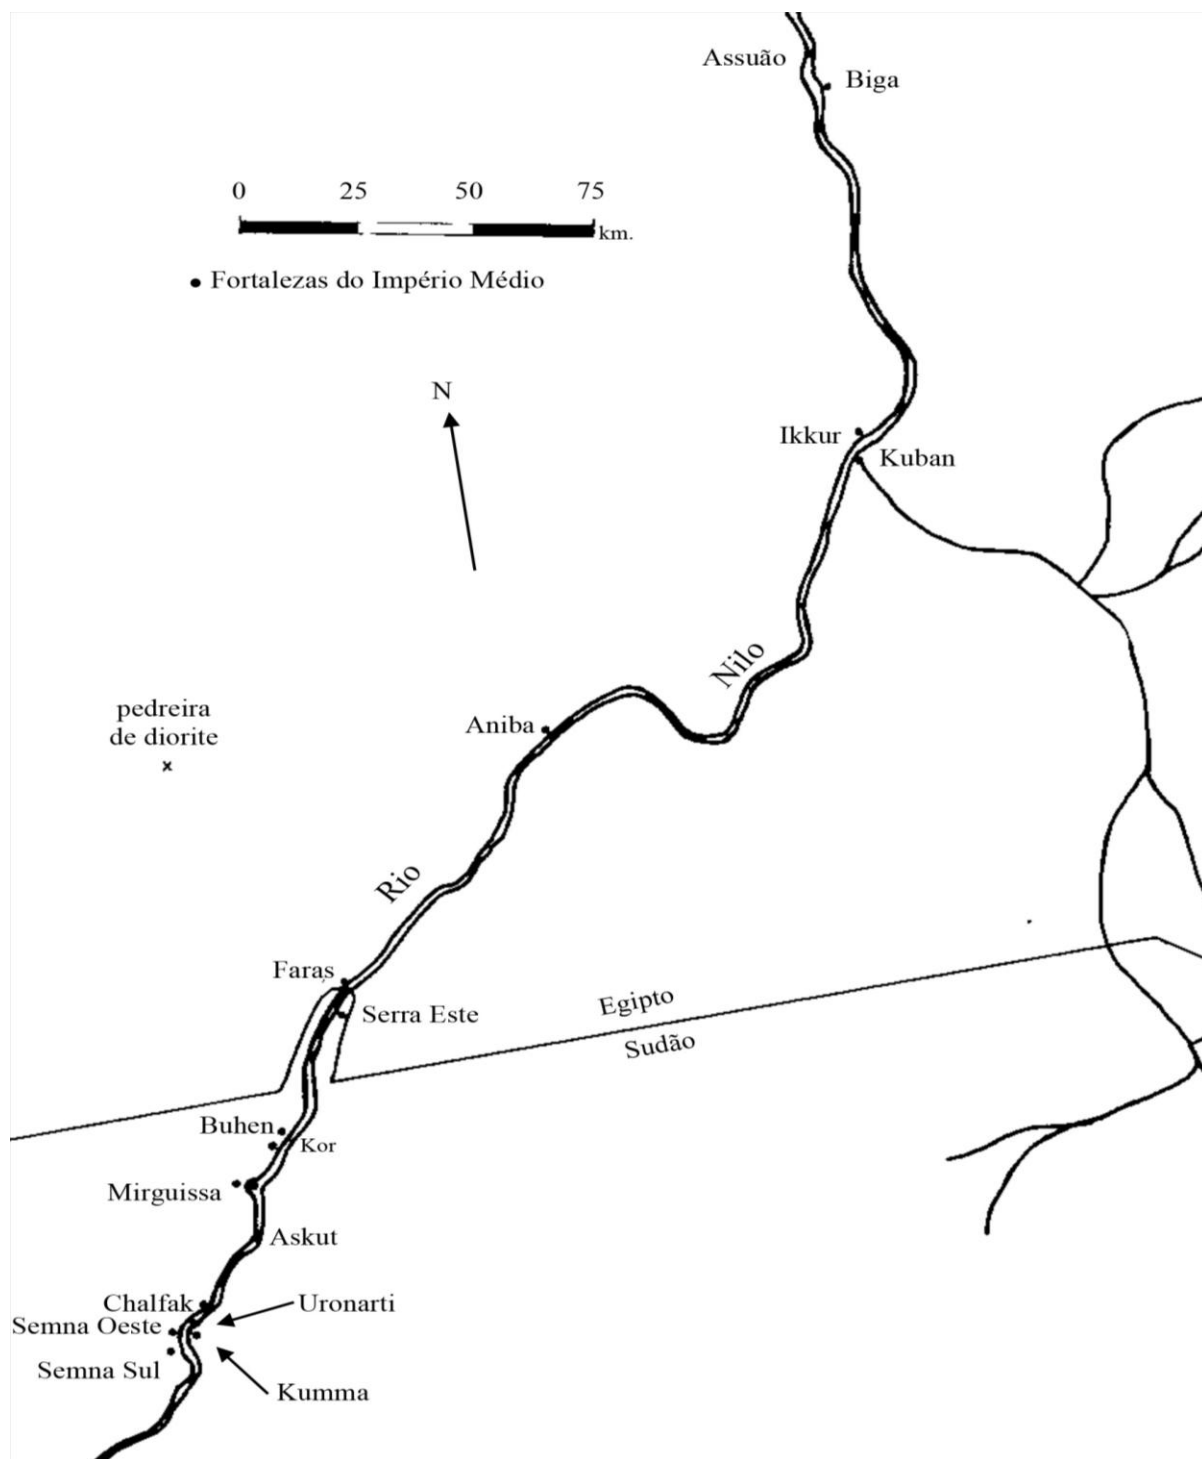 Assuão
Biga
0 25 50 75
km.
Fortalezas do Império Médio
N
Ikkur
Kuban
Nilo
pedreira
de diorite
x
Aniba
Rio
Faras
Serra Este
Egipto
Sudão
Buhen
Kor
Mirguissa
Askut
Chalfak
Uronarti
Semna Oeste
Semna Sul
Kumma